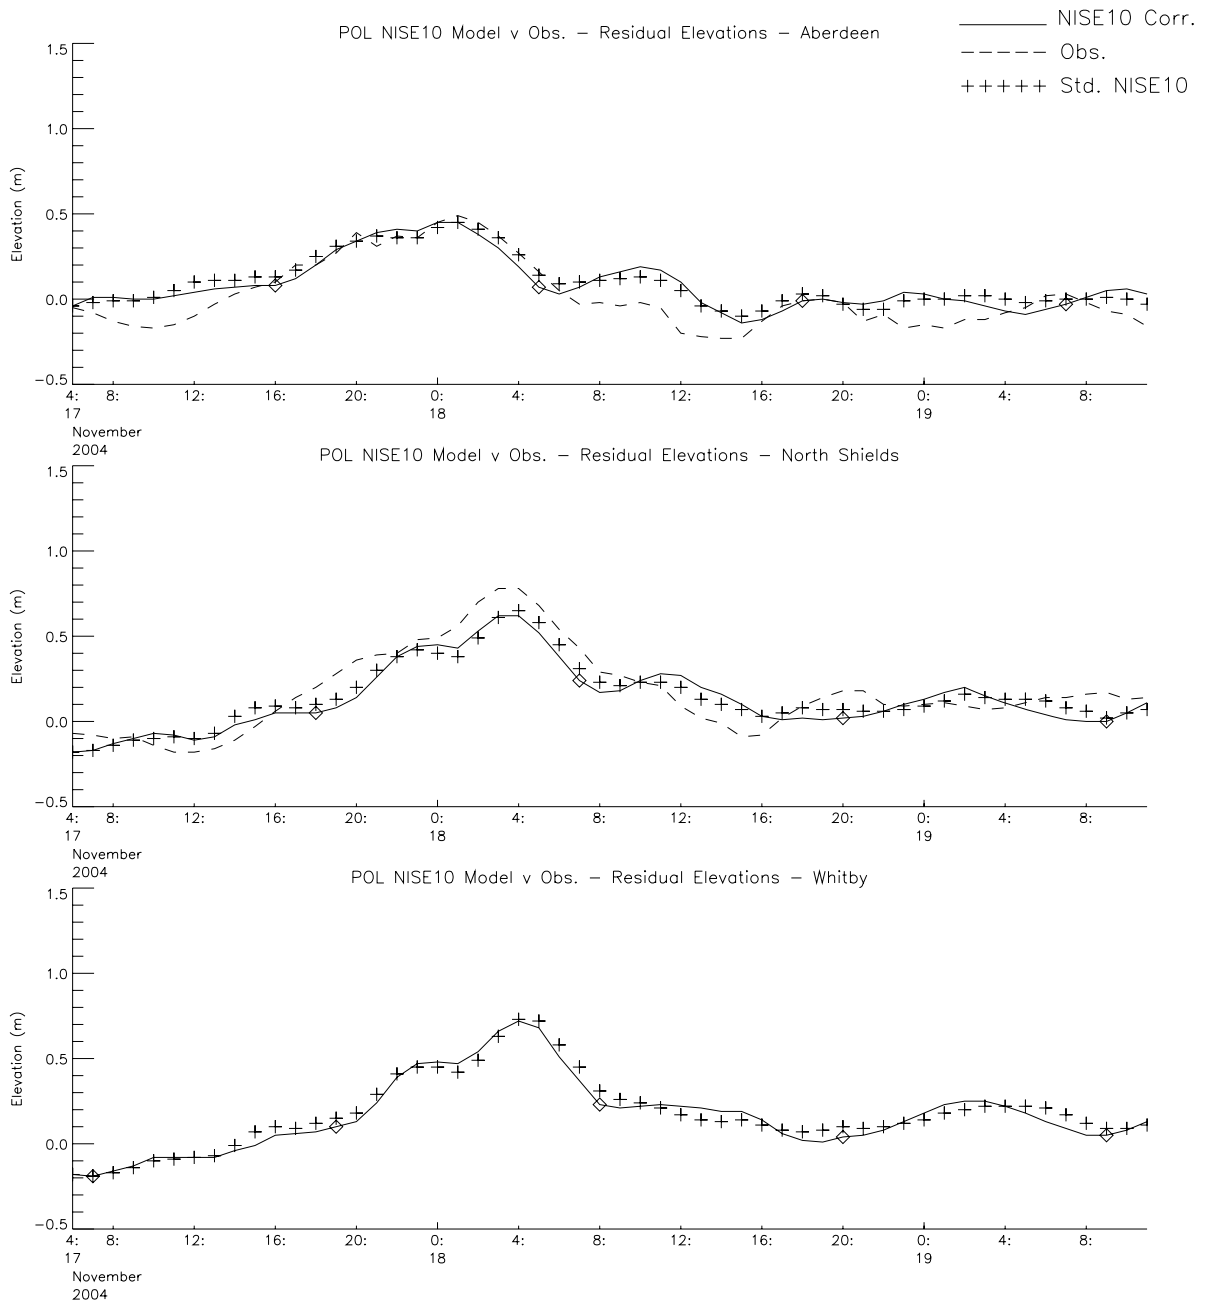 NISE10 Corr.
Obs.
+++++ Std. NISE10
POL NISE10 Model v Obs. – Residual Elevations – Aberdeen
Elevation (m)
1.5
1.0
0.5
0.0
−0.5
4: 8: 12: 16: 20: 0: 4: 8: 12: 16: 20: 0: 4: 8:
17 18 19
November
2004
POL NISE10 Model v Obs. – Residual Elevations – North Shields
Elevation (m)
1.5
1.0
0.5
0.0
−0.5
4: 8: 12: 16: 20: 0: 4: 8: 12: 16: 20: 0: 4: 8:
17 18 19
November
2004
POL NISE10 Model v Obs. – Residual Elevations – Whitby
Elevation (m)
1.5
1.0
0.5
0.0
−0.5
4: 8: 12: 16: 20: 0: 4: 8: 12: 16: 20: 0: 4: 8:
17 18 19
November
2004